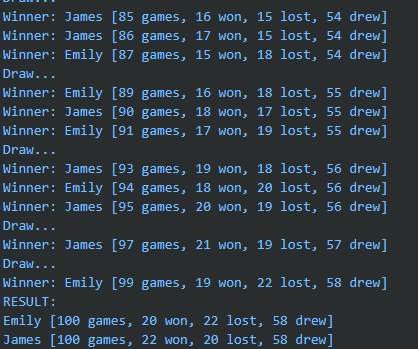 Draw...
Winner: James [85 games, 16 won, 15 lost, 54 drew]
Winner: James [86 games, 17 won, 15 lost, 54 drew]
Winner: Emily [87 games, 15 won, 18 lost, 54 drew]
Draw...
Winner: Emily [89 games, 16 won, 18 lost, 55 drew]
Winner: James [90 games, 18 won, 17 lost, 55 drew]
Winner: Emily [91 games, 17 won, 19 lost, 55 drew]
Draw...
Winner: James [93 games, 19 won, 18 lost, 56 drew]
Winner: Emily [94 games, 18 won, 20 lost, 56 drew]
Winner: James [95 games, 20 won, 19 lost, 56 drew]
Draw...
Winner: James [97 games, 21 won, 19 lost, 57 drew]
Draw...
Winner: Emily [99 games, 19 won, 22 lost, 58 drew]
RESULT:
Emily [100 games, 20 won, 22 lost, 58 drew]
James [100 games, 22 won, 20 lost, 58 drew]